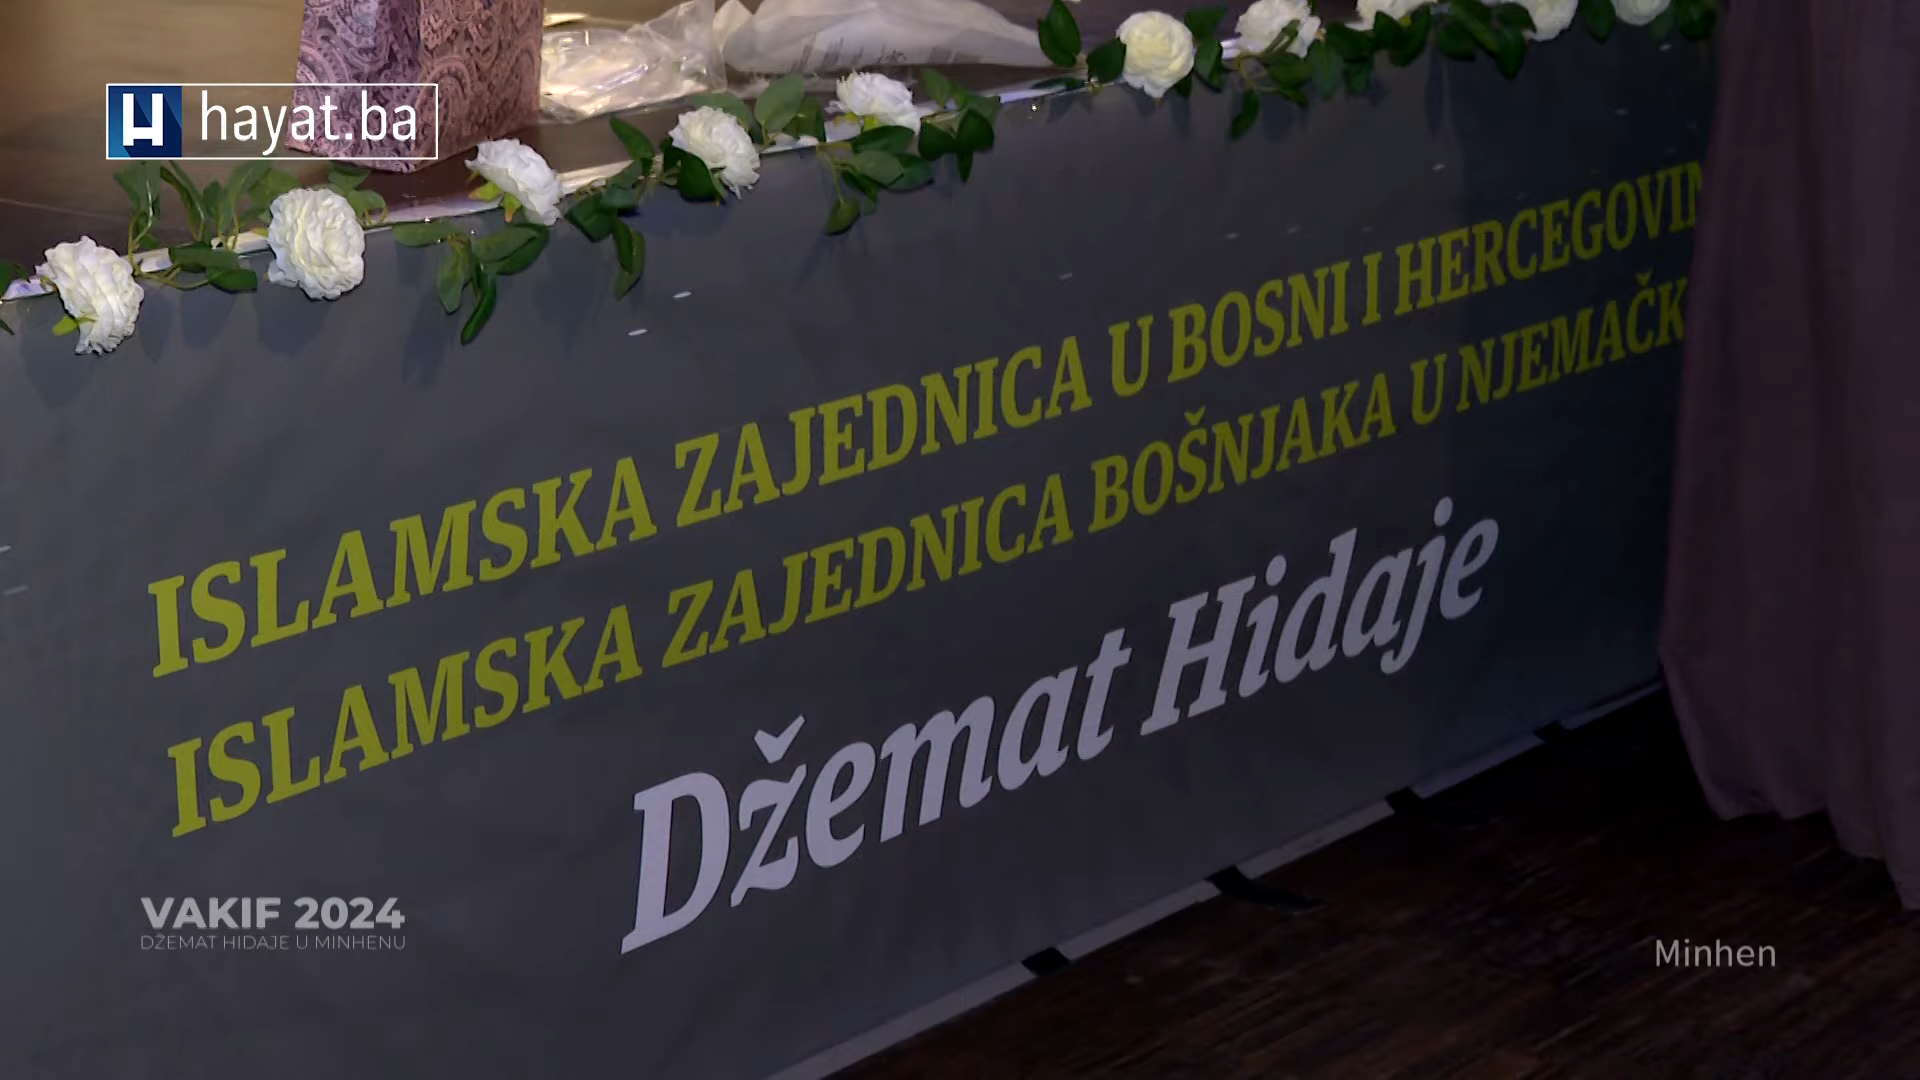 hayat.ba
ISLAMSKA ZAJEDNICA U BOSNI I HERCEGOVIN
ISLAMSKA ZAJEDNICA BOŠNJAKA U NJEMAČK
Džemat Hidaje
VAKIF 2024
DŽEMAT HIDAJE U MINHENU
Minhen